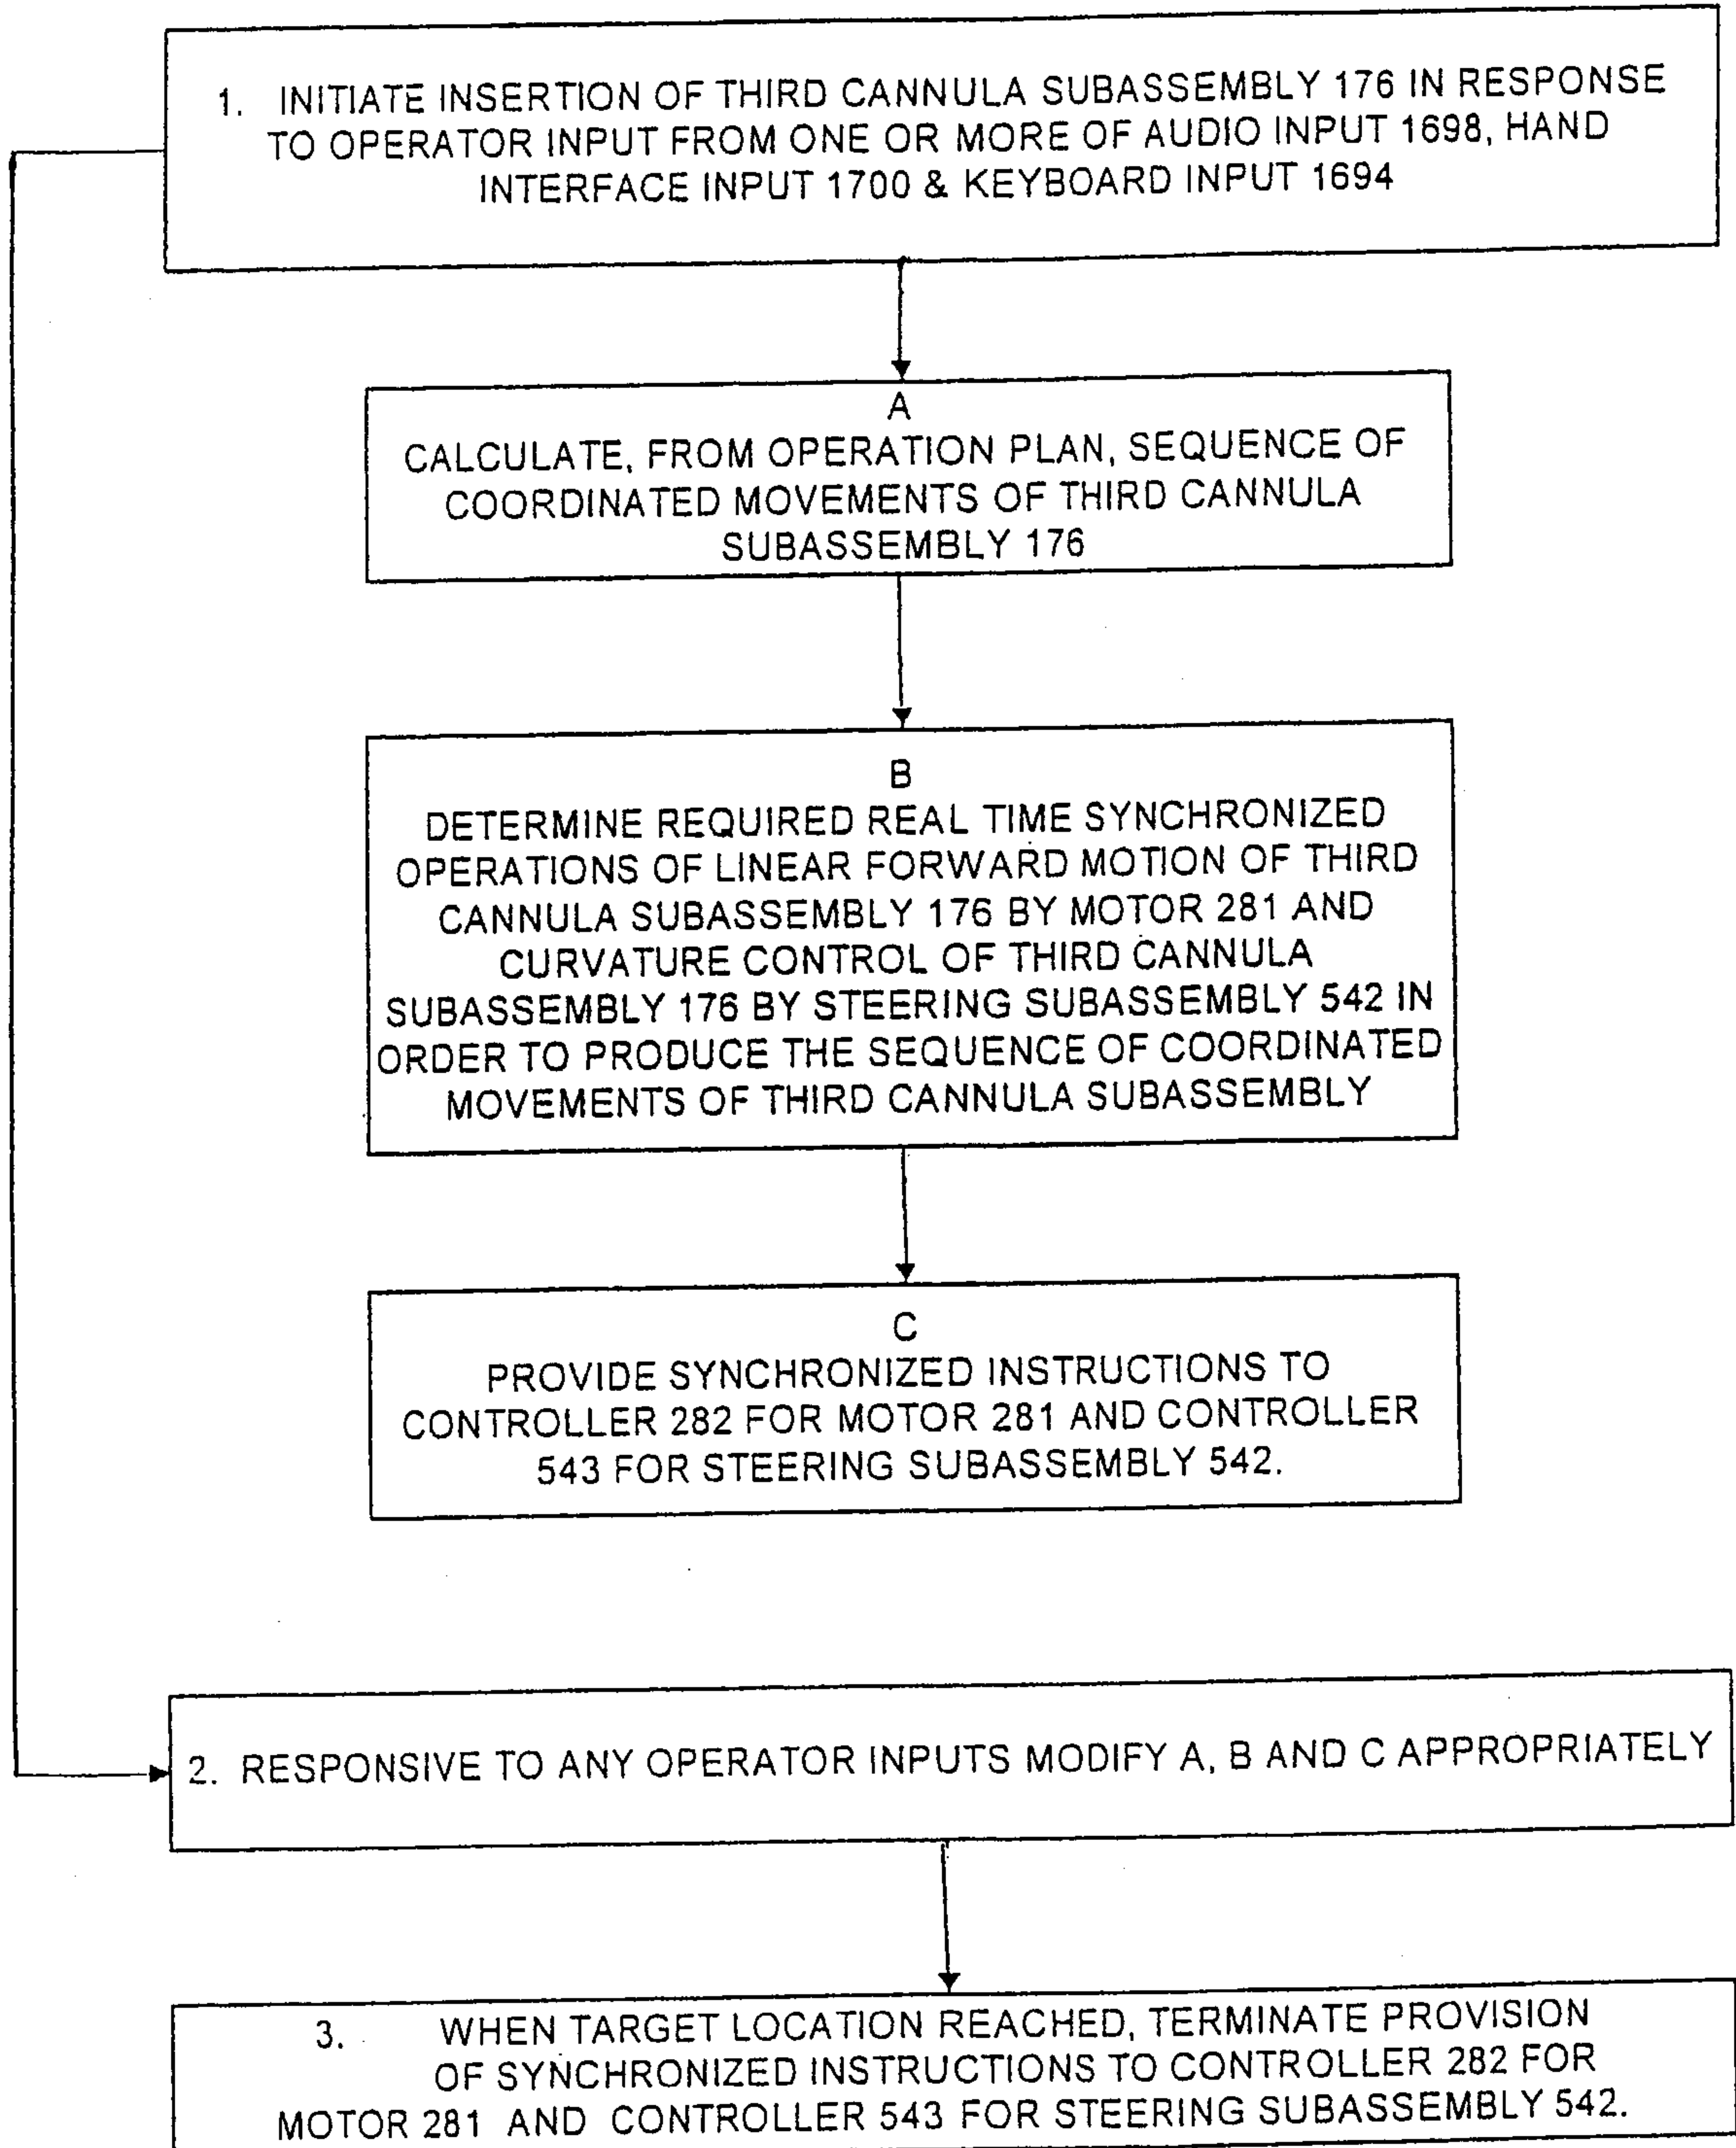 1. INITIATE INSERTION OF THIRD CANNULA SUBASSEMBLY 176 IN RESPONSE
TO OPERATOR INPUT FROM ONE OR MORE OF AUDIO INPUT 1698, HAND
INTERFACE INPUT 1700 & KEYBOARD INPUT 1694
A
CALCULATE, FROM OPERATION PLAN, SEQUENCE OF
COORDINATED MOVEMENTS OF THIRD CANNULA
SUBASSEMBLY 176
B
DETERMINE REQUIRED REAL TIME SYNCHRONIZED
OPERATIONS OF LINEAR FORWARD MOTION OF THIRD
CANNULA SUBASSEMBLY 176 BY MOTOR 281 AND
CURVATURE CONTROL OF THIRD CANNULA
SUBASSEMBLY 176 BY STEERING SUBASSEMBLY 542 IN
ORDER TO PRODUCE THE SEQUENCE OF COORDINATED
MOVEMENTS OF THIRD CANNULA SUBASSEMBLY
C
PROVIDE SYNCHRONIZED INSTRUCTIONS TO
CONTROLLER 282 FOR MOTOR 281 AND CONTROLLER
543 FOR STEERING SUBASSEMBLY 542.
2. RESPONSIVE TO ANY OPERATOR INPUTS MODIFY A, B AND C APPROPRIATELY
3. WHEN TARGET LOCATION REACHED, TERMINATE PROVISION
OF SYNCHRONIZED INSTRUCTIONS TO CONTROLLER 282 FOR
MOTOR 281 AND CONTROLLER 543 FOR STEERING SUBASSEMBLY 542.